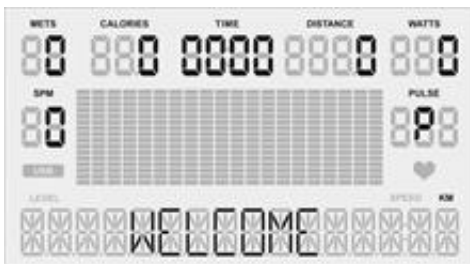 METS CALORIES TIME DISTANCE WATTS
0 0 0000 0 0
SPM PULSE
0 P
LEVEL SPEED KM
WELCOME